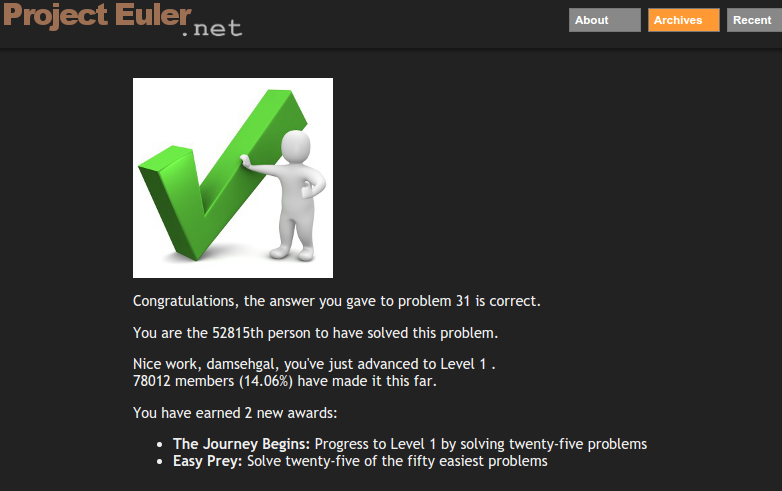 Project Euler
.net
About
Archives
Recent
Congratulations, the answer you gave to problem 31 is correct.
You are the 52815th person to have solved this problem.
Nice work, damsehgal, you've just advanced to Level 1 .
78012 members (14.06%) have made it this far.
You have earned 2 new awards:
• The Journey Begins: Progress to Level 1 by solving twenty-five problems
• Easy Prey: Solve twenty-five of the fifty easiest problems